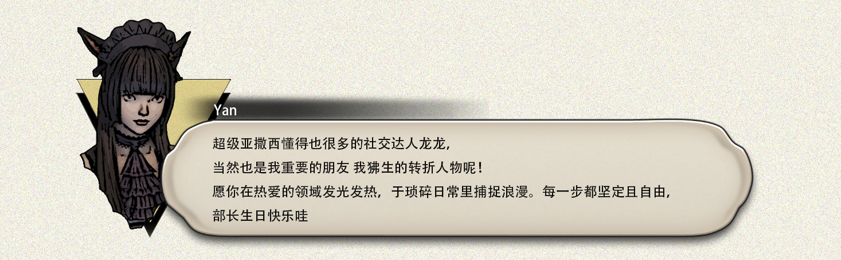 Yan
超级亚撒西懂得也很多的社交达人龙龙，
当然也是我重要的朋友 我狒生的转折人物呢！
愿你在热爱的领域发光发热，于琐碎日常里捕捉浪漫。每一步都坚定且自由，
部长生日快乐哇